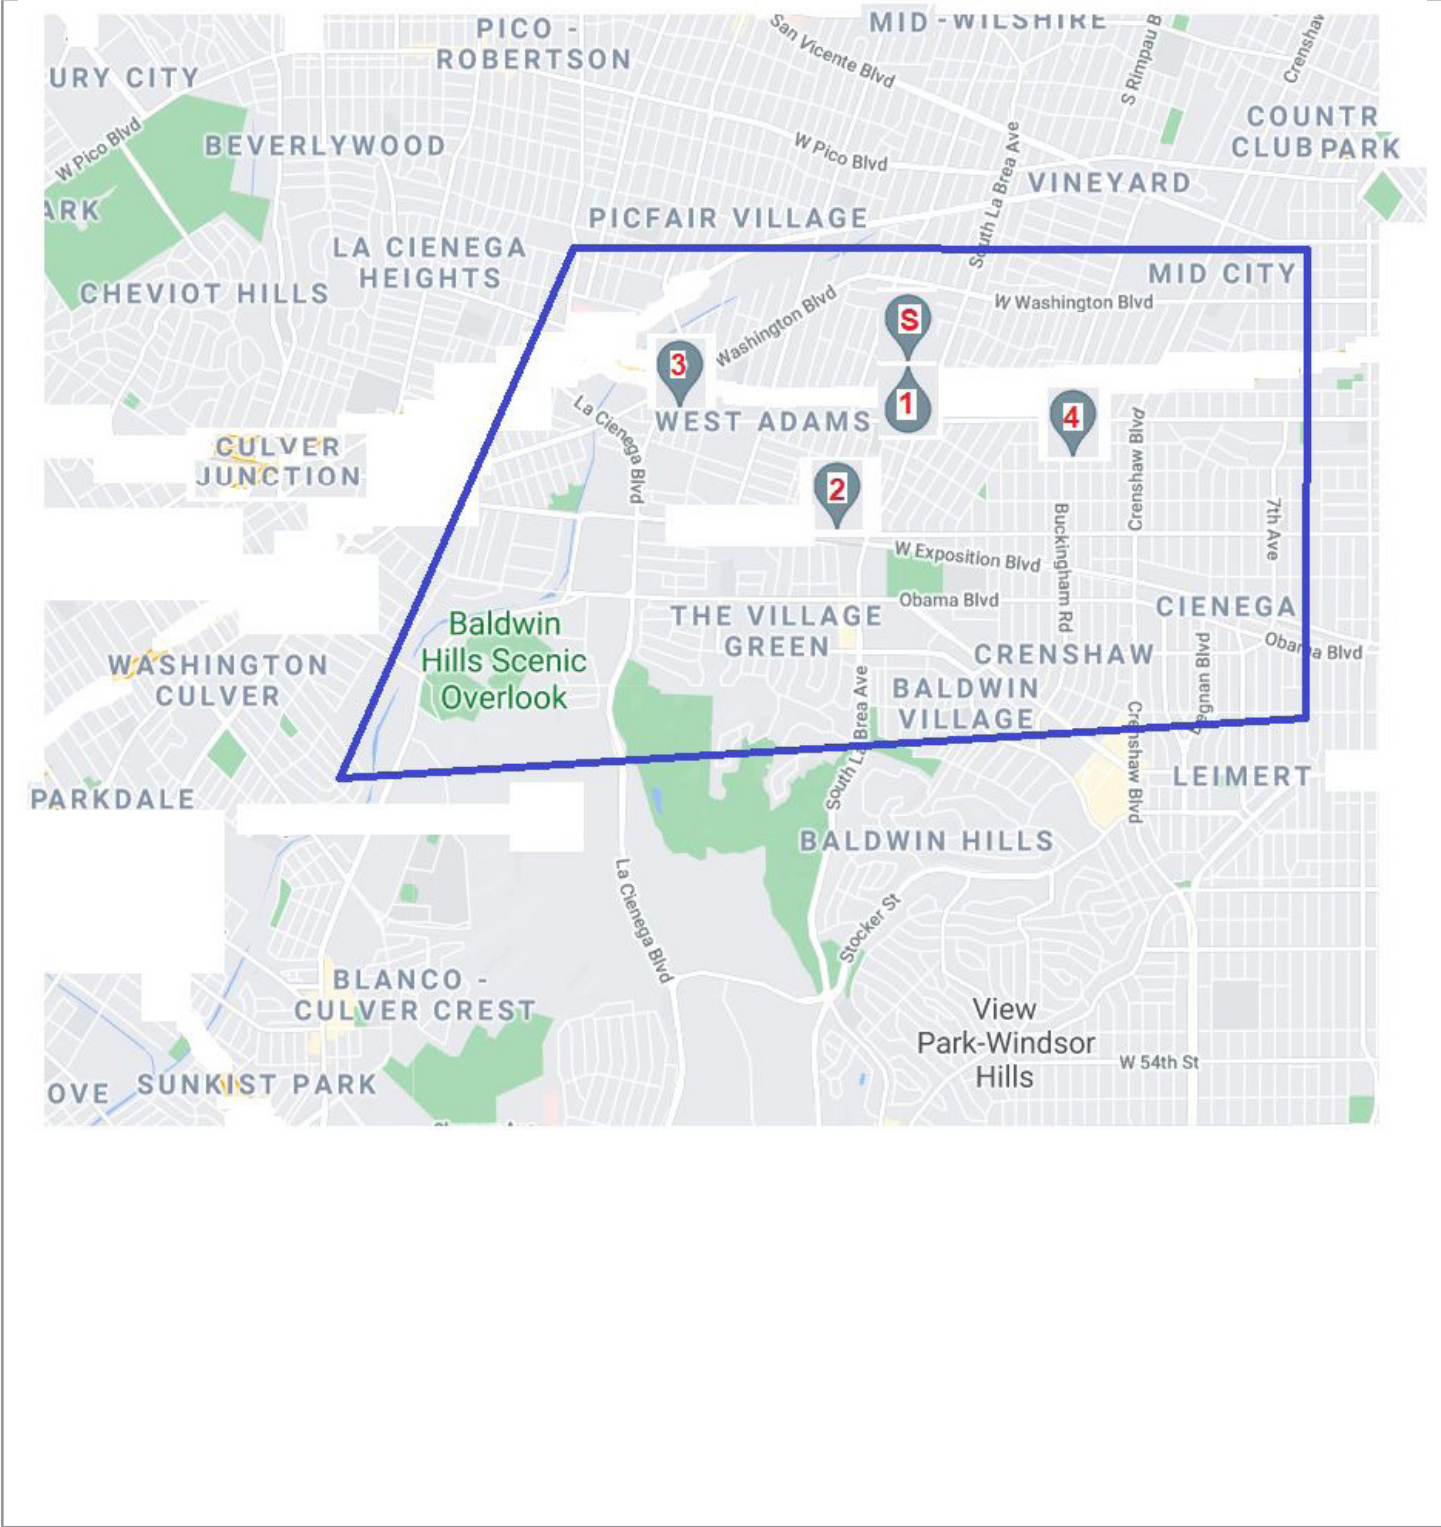 PICO -
ROBERTSON
MID -WILSHIRE
San Vicente Blvd
S Rimpau B
Crenshaw
URY CITY
W Pico Blvd
BEVERLYWOOD
W Pico Blvd
South La Brea Ave
COUNTR
CLUB PARK
VINEYARD
ARK
PICFAIR VILLAGE
LA CIENEGA
HEIGHTS
MID CITY
CHEVIOT HILLS
W Washington Blvd
Washington Blvd
S
3
1
4
La Cienega Blvd
WEST ADAMS
Crenshaw Blvd
CULVER
JUNCTION
2
Buckingham Rd
7th Ave
W Exposition Blvd
Obama Blvd
CIENEGA
Baldwin
Hills Scenic
Overlook
THE VILLAGE
GREEN
CRENSHAW
Obama Blvd
Degnan Blvd
WASHINGTON
CULVER
BALDWIN
VILLAGE
South La Brea Ave
Crenshaw Blvd
LEIMERT
PARKDALE
BALDWIN HILLS
La Cienega Blvd
Stocker St
BLANCO -
CULVER CREST
View
Park-Windsor
Hills
W 54th St
OVE
SUNKIST PARK